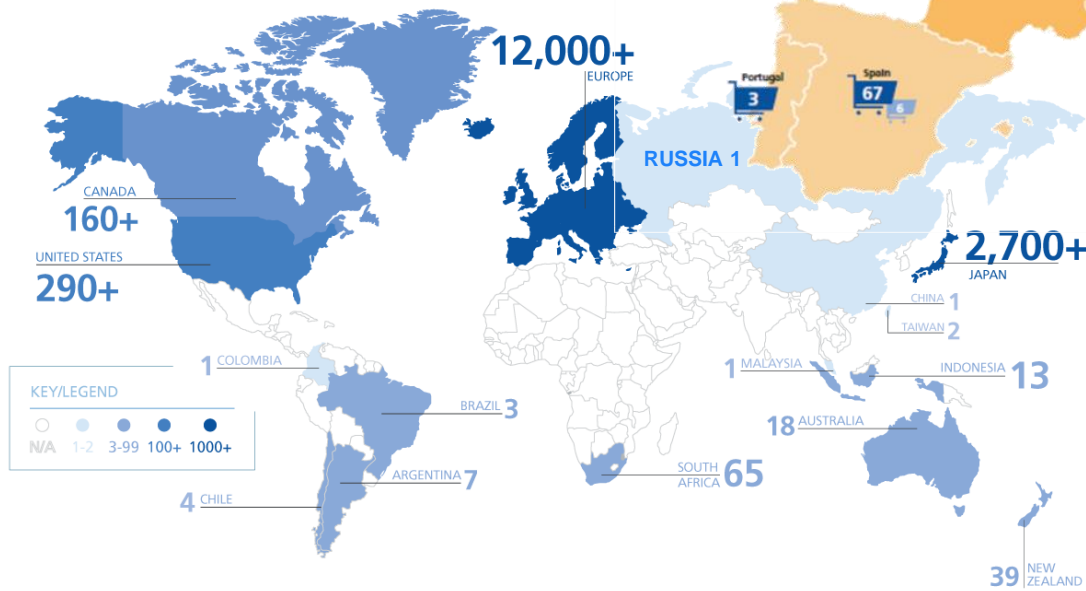 12,000+
EUROPE
Portugal
3
Spain
67
6
RUSSIA 1
CANADA
160+
UNITED STATES
290+
2,700+
JAPAN
CHINA 1
TAIWAN 2
1 COLOMBIA
1 MALAYSIA
INDONESIA 13
KEY/LEGEND
N/A 1-2 3-99 100+ 1000+
BRAZIL 3
18 AUSTRALIA
ARGENTINA 7
SOUTH
AFRICA 65
4 CHILE
39 NEW
ZEALAND